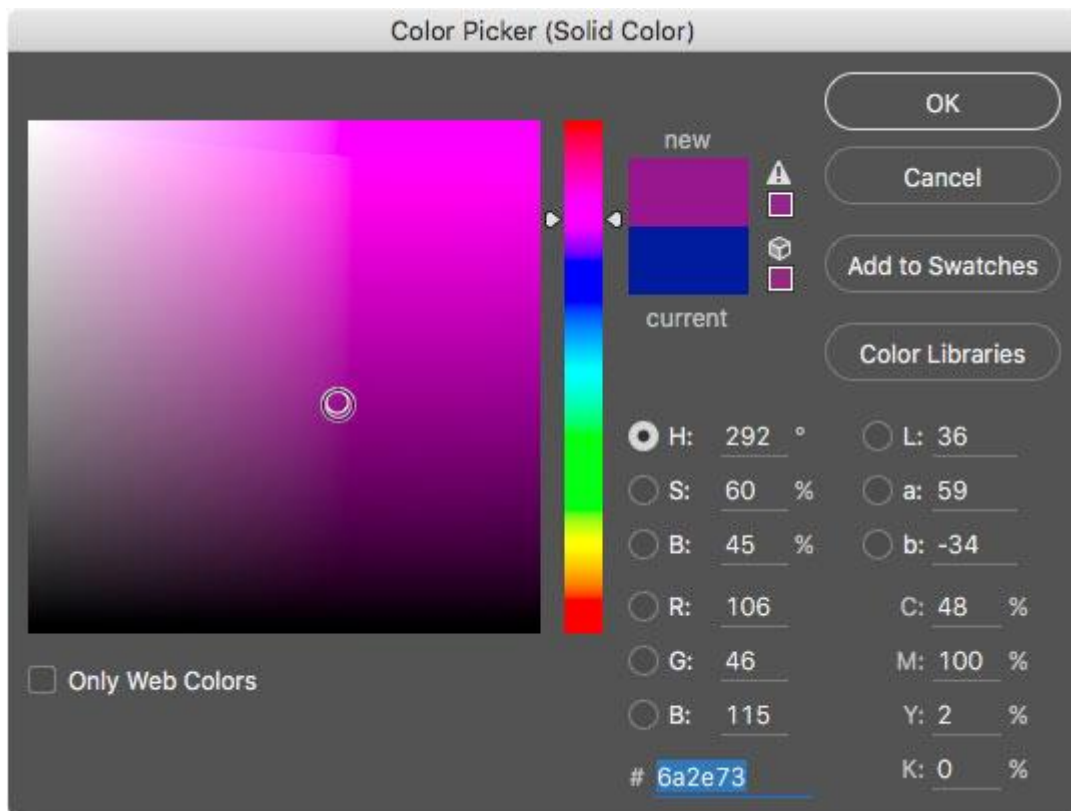 Color Picker (Solid Color)
new
current
OK
Cancel
Add to Swatches
Color Libraries
H: 292 °
S: 60 %
B: 45 %
R: 106
G: 46
B: 115
# 6a2e73
L: 36
a: 59
b: -34
C: 48 %
M: 100 %
Y: 2 %
K: 0 %
Only Web Colors